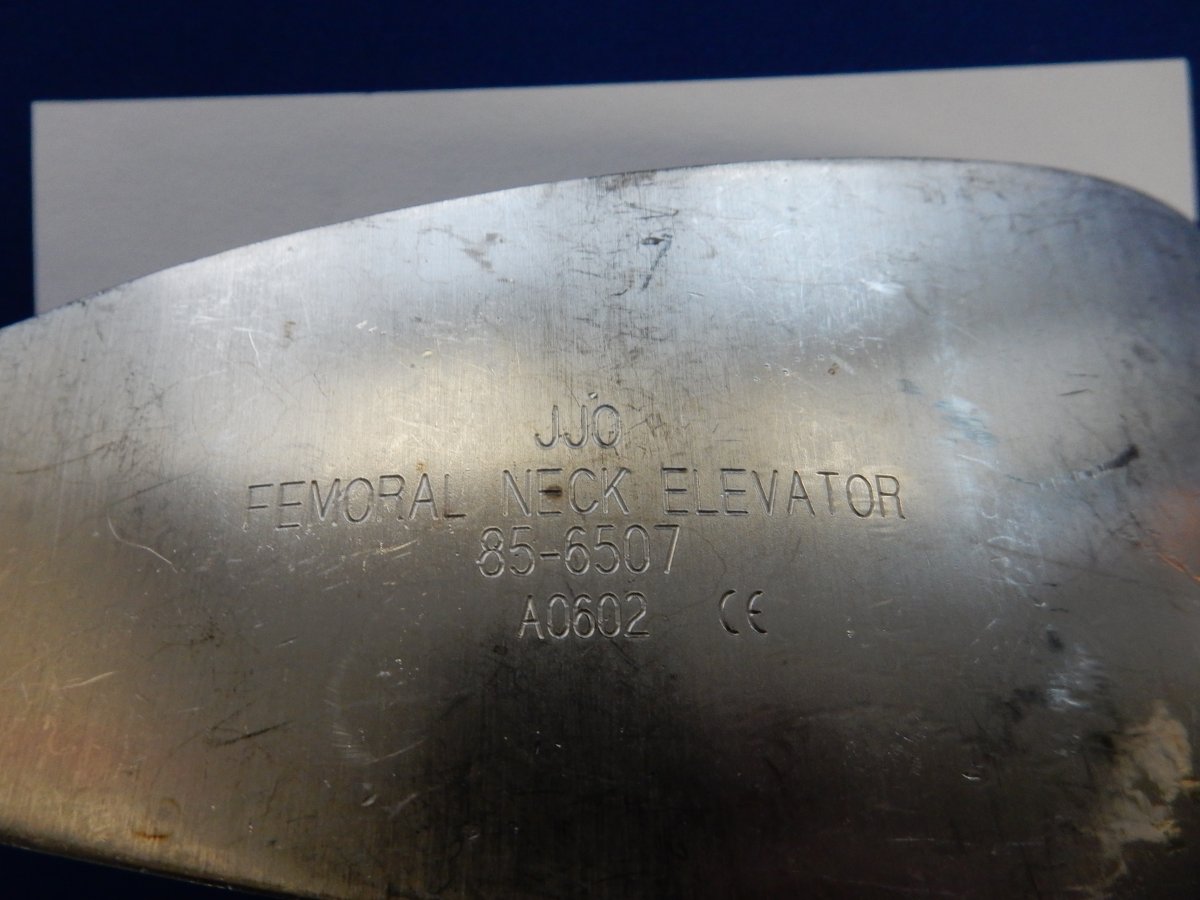 JJO
FEMORAL NECK ELEVATOR
85-6507
A0602 CE